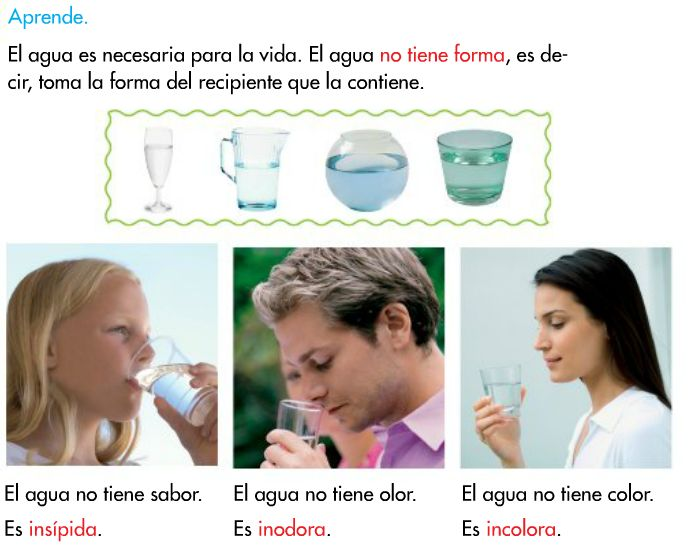 Aprende.
El agua es necesaria para la vida. El agua no tiene forma, es de-
cir, toma la forma del recipiente que la contiene.
El agua no tiene sabor.
Es insípida.
El agua no tiene olor.
Es inodora.
El agua no tiene color.
Es incolora.